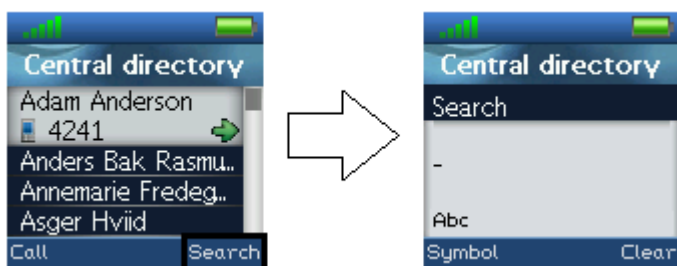 Central directory
Adam Anderson
4241
Anders Bak Rasmu..
Annemarie Fredeg..
Asger Hviid
Call Search
Central directory
Search
_
Abc
Symbol Clear